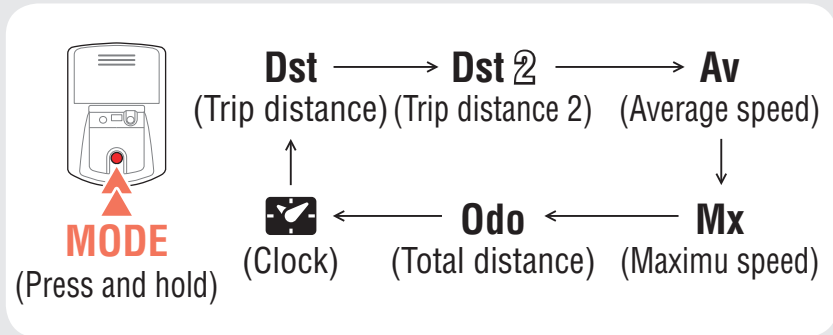 Dst
Dst 2
Av
(Trip distance)
(Trip distance 2)
(Average speed)
MODE
(Press and hold)
(Clock)
Odo
(Total distance)
Mx
(Maximu speed)